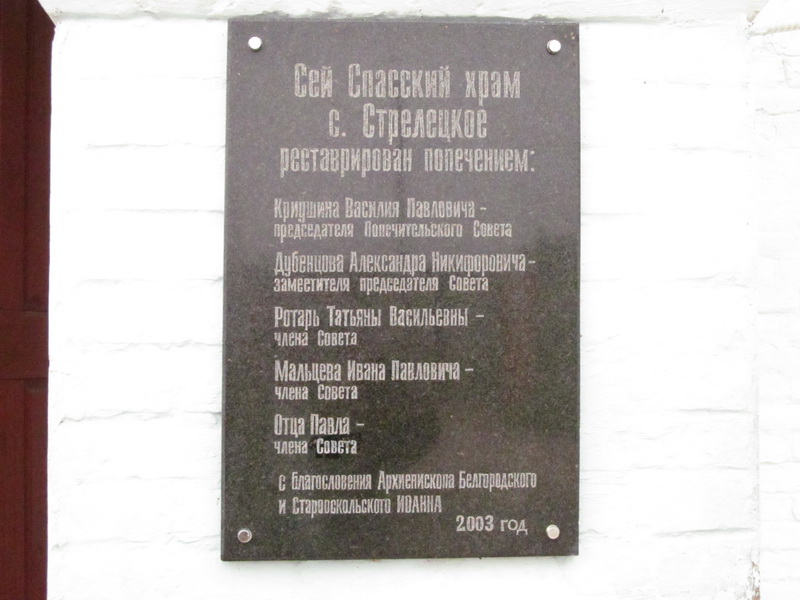 Сей Спасский храм
с. Стрелецкое
реставрирован попечением:
Криушина Василия Павловича -
председателя Попечительского Совета
Дубенцова Александра Никифоровича -
заместителя председателя Совета
Ротарь Татьяны Васильевны -
члена Совета
Мальцева Ивана Павловича -
члена Совета
Отца Павла -
члена Совета
с благословения Архиепископа Белгородского
и Старооскольского ИОАННА
2003 год